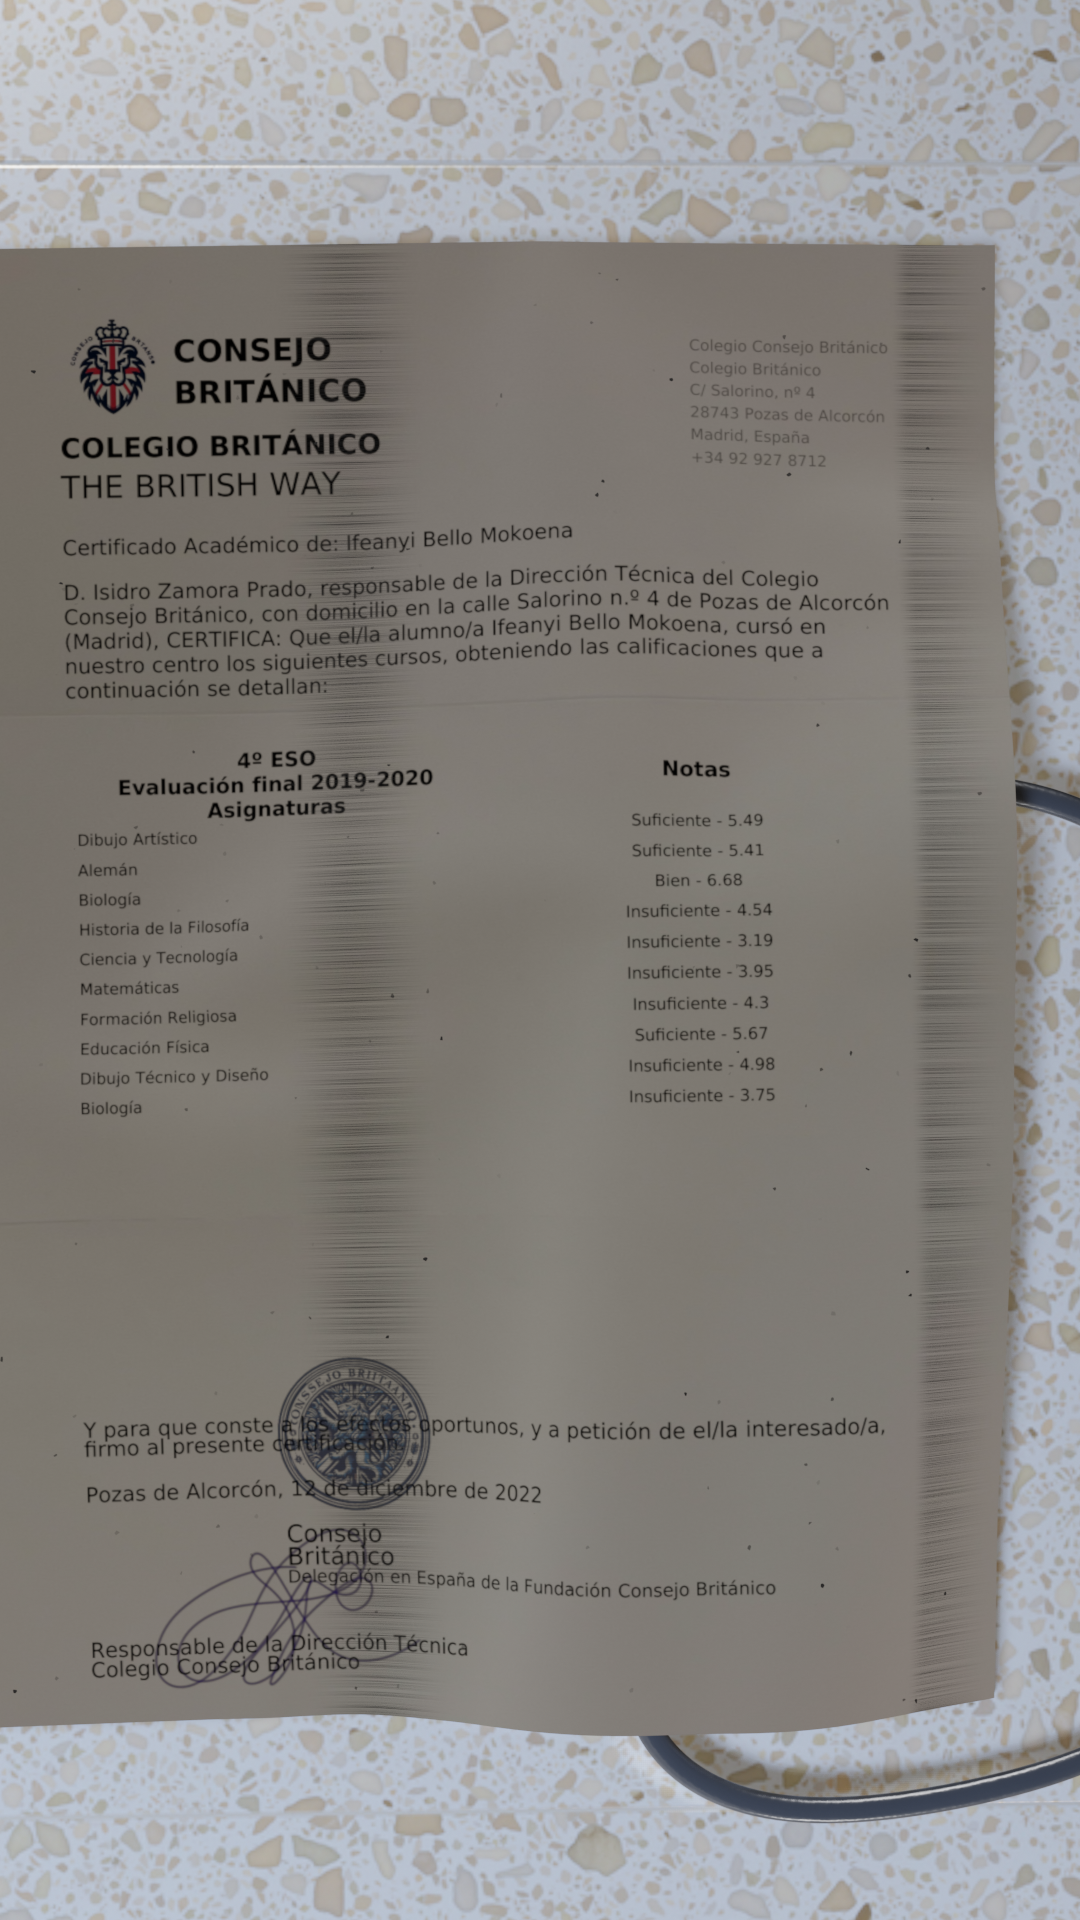 CONSEJO
BRITÁNICO
COLEGIO BRITÁNICO
THE BRITISH WAY
Colegio Consejo Británico
Colegio Británico
C/ Salorino, nº 4
28743 Pozas de Alcorcón
Madrid, España
+34 92 927 8712
Certificado Académico de: Ifeanyi Bello Mokoena
D. Isidro Zamora Prado, responsable de la Dirección Técnica del Colegio
Consejo Británico, con domicilio en la calle Salorino n.º 4 de Pozas de Alcorcón
(Madrid), CERTIFICA: Que el/la alumno/a Ifeanyi Bello Mokoena, cursó en
nuestro centro los siguientes cursos, obteniendo las calificaciones que a
continuación se detallan:
4º ESO
Evaluación final 2019-2020
Asignaturas
Notas
Dibujo Artístico Suficiente - 5.49
Alemán Suficiente - 5.41
Biología Bien - 6.68
Historia de la Filosofía Insuficiente - 4.54
Ciencia y Tecnología Insuficiente - 3.19
Matemáticas Insuficiente - 3.95
Formación Religiosa Insuficiente - 4.3
Educación Física Suficiente - 5.67
Dibujo Técnico y Diseño Insuficiente - 4.98
Biología Insuficiente - 3.75
Y para que conste a los efectos oportunos, y a petición de el/la interesado/a,
firmo al presente certificación.
Pozas de Alcorcón, 12 de diciembre de 2022
Consejo
Británico
Delegación en España de la Fundación Consejo Británico
Responsable de la Dirección Técnica
Colegio Consejo Británico